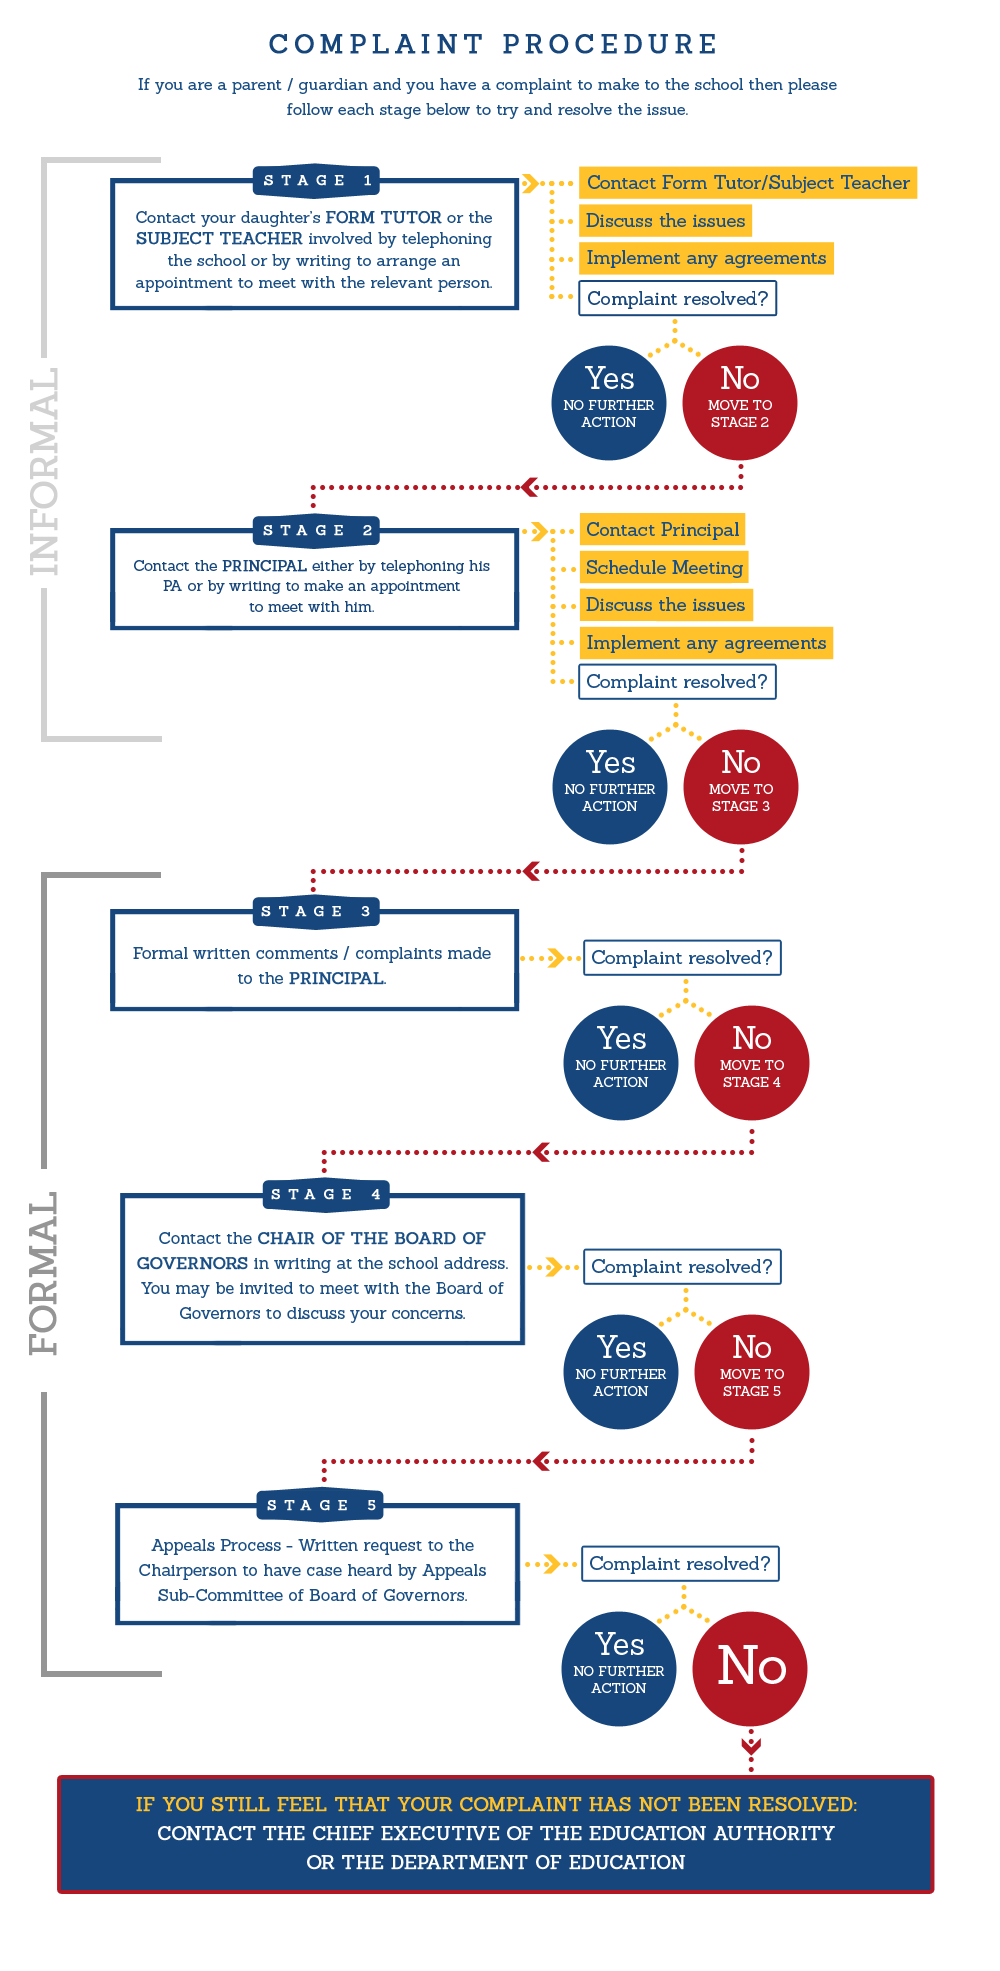 COMPLAINT PROCEDURE
If you are a parent / guardian and you have a complaint to make to the school then please
follow each stage below to try and resolve the issue.
INFORMAL
STAGE 1
Contact your daughter's FORM TUTOR or the
SUBJECT TEACHER involved by telephoning
the school or by writing to arrange an
appointment to meet with the relevant person.
Contact Form Tutor/Subject Teacher
Discuss the issues
Implement any agreements
Complaint resolved?
Yes
NO FURTHER
ACTION
No
MOVE TO
STAGE 2
STAGE 2
Contact the PRINCIPAL either by telephoning his
PA or by writing to make an appointment
to meet with him.
Contact Principal
Schedule Meeting
Discuss the issues
Implement any agreements
Complaint resolved?
Yes
NO FURTHER
ACTION
No
MOVE TO
STAGE 3
FORMAL
STAGE 3
Formal written comments / complaints made
to the PRINCIPAL.
Complaint resolved?
Yes
NO FURTHER
ACTION
No
MOVE TO
STAGE 4
STAGE 4
Contact the CHAIR OF THE BOARD OF
GOVERNORS in writing at the school address.
You may be invited to meet with the Board of
Governors to discuss your concerns.
Complaint resolved?
Yes
NO FURTHER
ACTION
No
MOVE TO
STAGE 5
STAGE 5
Appeals Process - Written request to the
Chairperson to have case heard by Appeals
Sub-Committee of Board of Governors.
Complaint resolved?
Yes
NO FURTHER
ACTION
No
IF YOU STILL FEEL THAT YOUR COMPLAINT HAS NOT BEEN RESOLVED:
CONTACT THE CHIEF EXECUTIVE OF THE EDUCATION AUTHORITY
OR THE DEPARTMENT OF EDUCATION